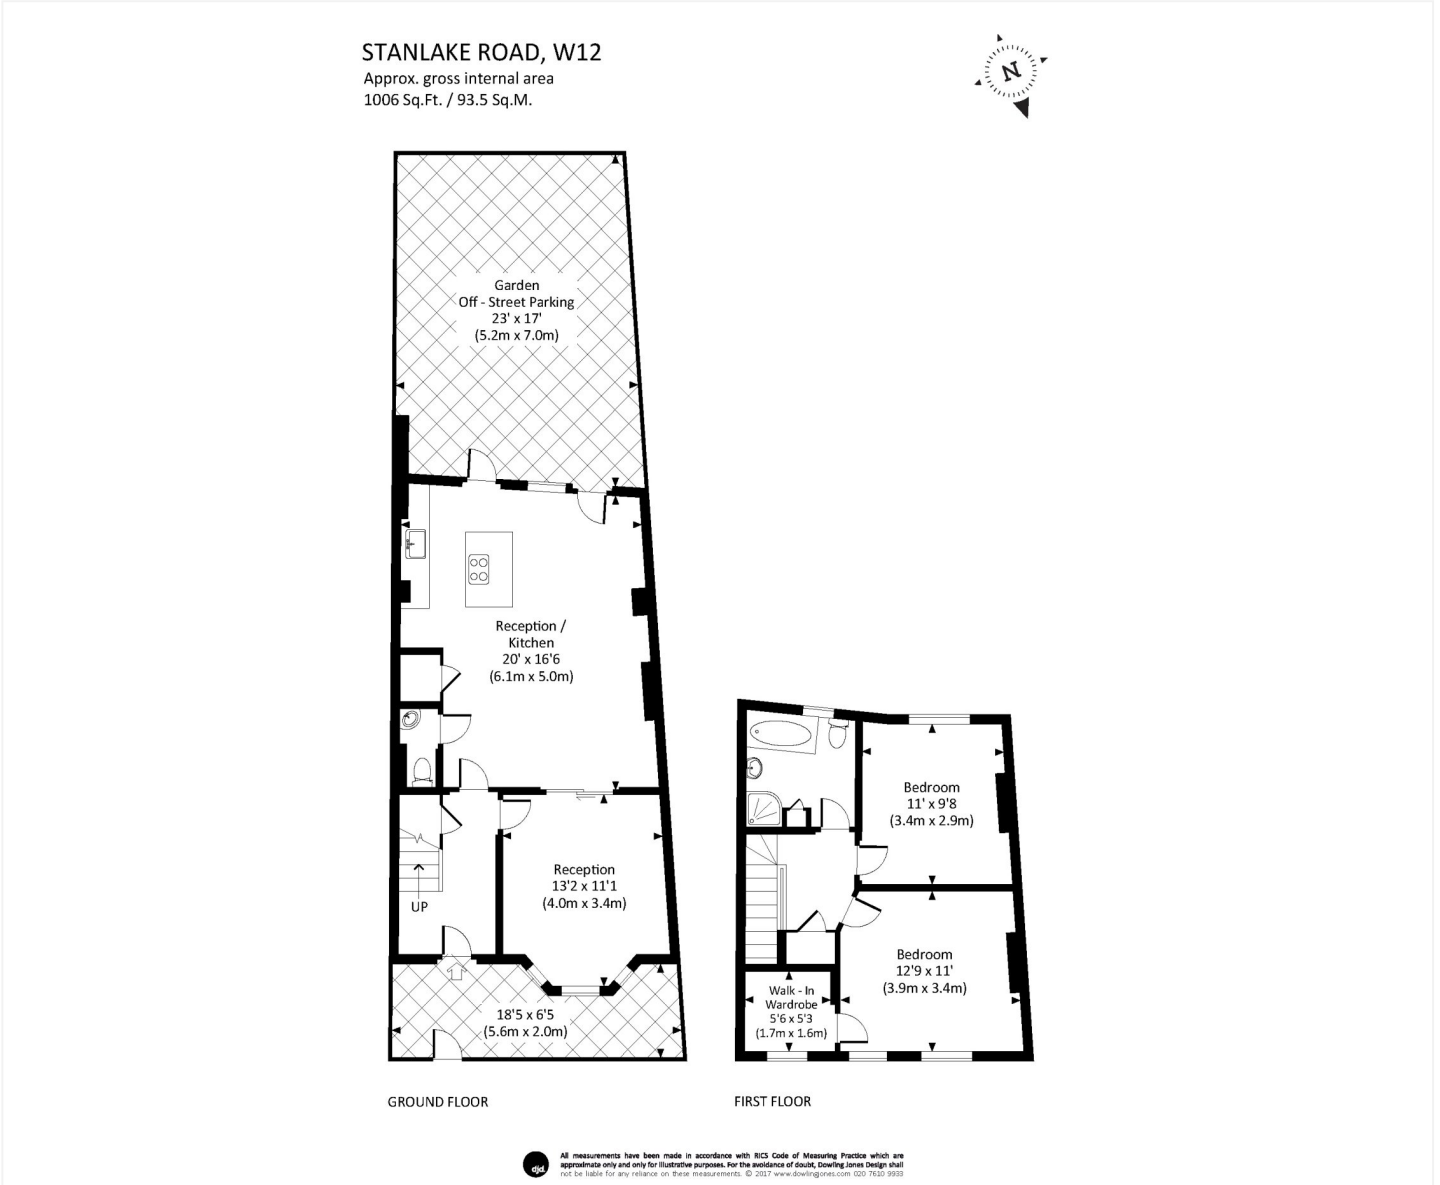 STANLAKE ROAD, W12
Approx. gross internal area
1006 Sq.Ft. / 93.5 Sq.M.
N
Garden
Off - Street Parking
23' x 17'
(5.2m x 7.0m)
Reception /
Kitchen
20' x 16'6
(6.1m x 5.0m)
Reception
13'2 x 11'1
(4.0m x 3.4m)
UP
18'5 x 6'5
(5.6m x 2.0m)
GROUND FLOOR
Bedroom
11' x 9'8
(3.4m x 2.9m)
Bedroom
12'9 x 11'
(3.9m x 3.4m)
Walk - In
Wardrobe
5'6 x 5'3
(1.7m x 1.6m)
FIRST FLOOR
djd.
All measurements have been made in accordance with RICS Code of Measuring Practice which are
approximate only and only for illustrative purposes. For the avoidance of doubt, Dowling Jones Design shall
not be liable for any reliance on these measurements. © 2017 www.dowlingjones.com 020 7610 9933